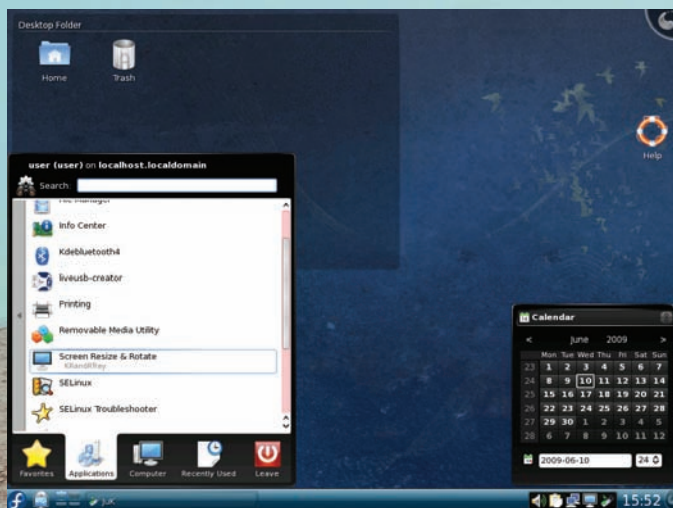 Desktop Folder
Home
Trash
Help
user (user) on localhost.localdomain
Search:
File Manager
Info Center
Kdebluetooth4
liveusb-creator
Printing
Removable Media Utility
Screen Resize & Rotate
KRandRTray
SELinux
SELinux Troubleshooter
Favorites Applications Computer Recently Used Leave
Calendar
< June 2009 >
Mon Tue Wed Thu Fri Sat Sun
23 1 2 3 4 5 6 7
24 8 9 10 11 12 13 14
25 15 16 17 18 19 20 21
26 22 23 24 25 26 27 28
27 29 30 1 2 3 4 5
28 6 7 8 9 10 11 12
2009-06-10 24
JuK
15:52